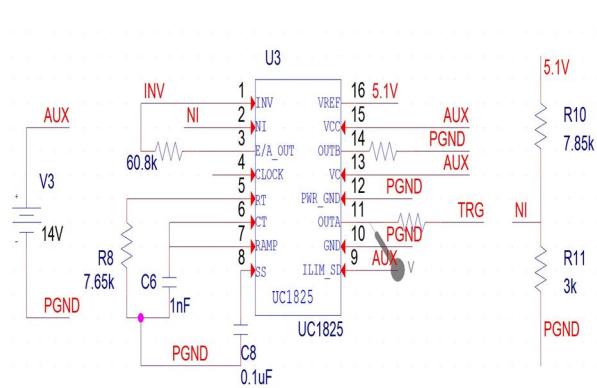 U3
5.1V
INV
1
INV
VREF
16
5.1V
R10
7.85k
NI
2
NI
VCC
15
AUX
AUX
3
E/A_OUT
OUTB
14
PGND
60.8k
4
CLOCK
VC
13
AUX
V3
5
RT
PWR_GND
12
PGND
+
14V
-
6
CT
OUTA
11
TRG
NI
7
RAMP
GND
10
PGND
R8
7.65k
8
SS
ILIM_SD
9
AUX
V
R11
3k
C6
1nF
UC1825
UC1825
PGND
PGND
PGND
C8
0.1uF